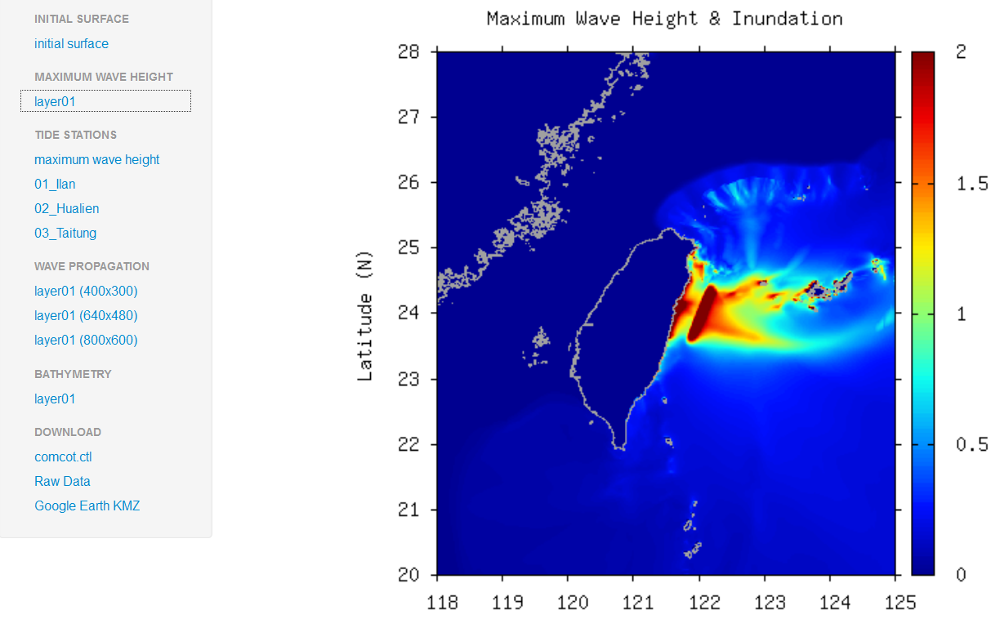 INITIAL SURFACE
initial surface
MAXIMUM WAVE HEIGHT
layer01
TIDE STATIONS
maximum wave height
01_Ilan
02_Hualien
03_Taitung
WAVE PROPAGATION
layer01 (400x300)
layer01 (640x480)
layer01 (800x600)
BATHYMETRY
layer01
DOWNLOAD
comcot.ctl
Raw Data
Google Earth KMZ
Maximum Wave Height & Inundation
Latitude (N)
28
27
26
25
24
23
22
21
20
118 119 120 121 122 123 124 125
2
1.5
1
0.5
0